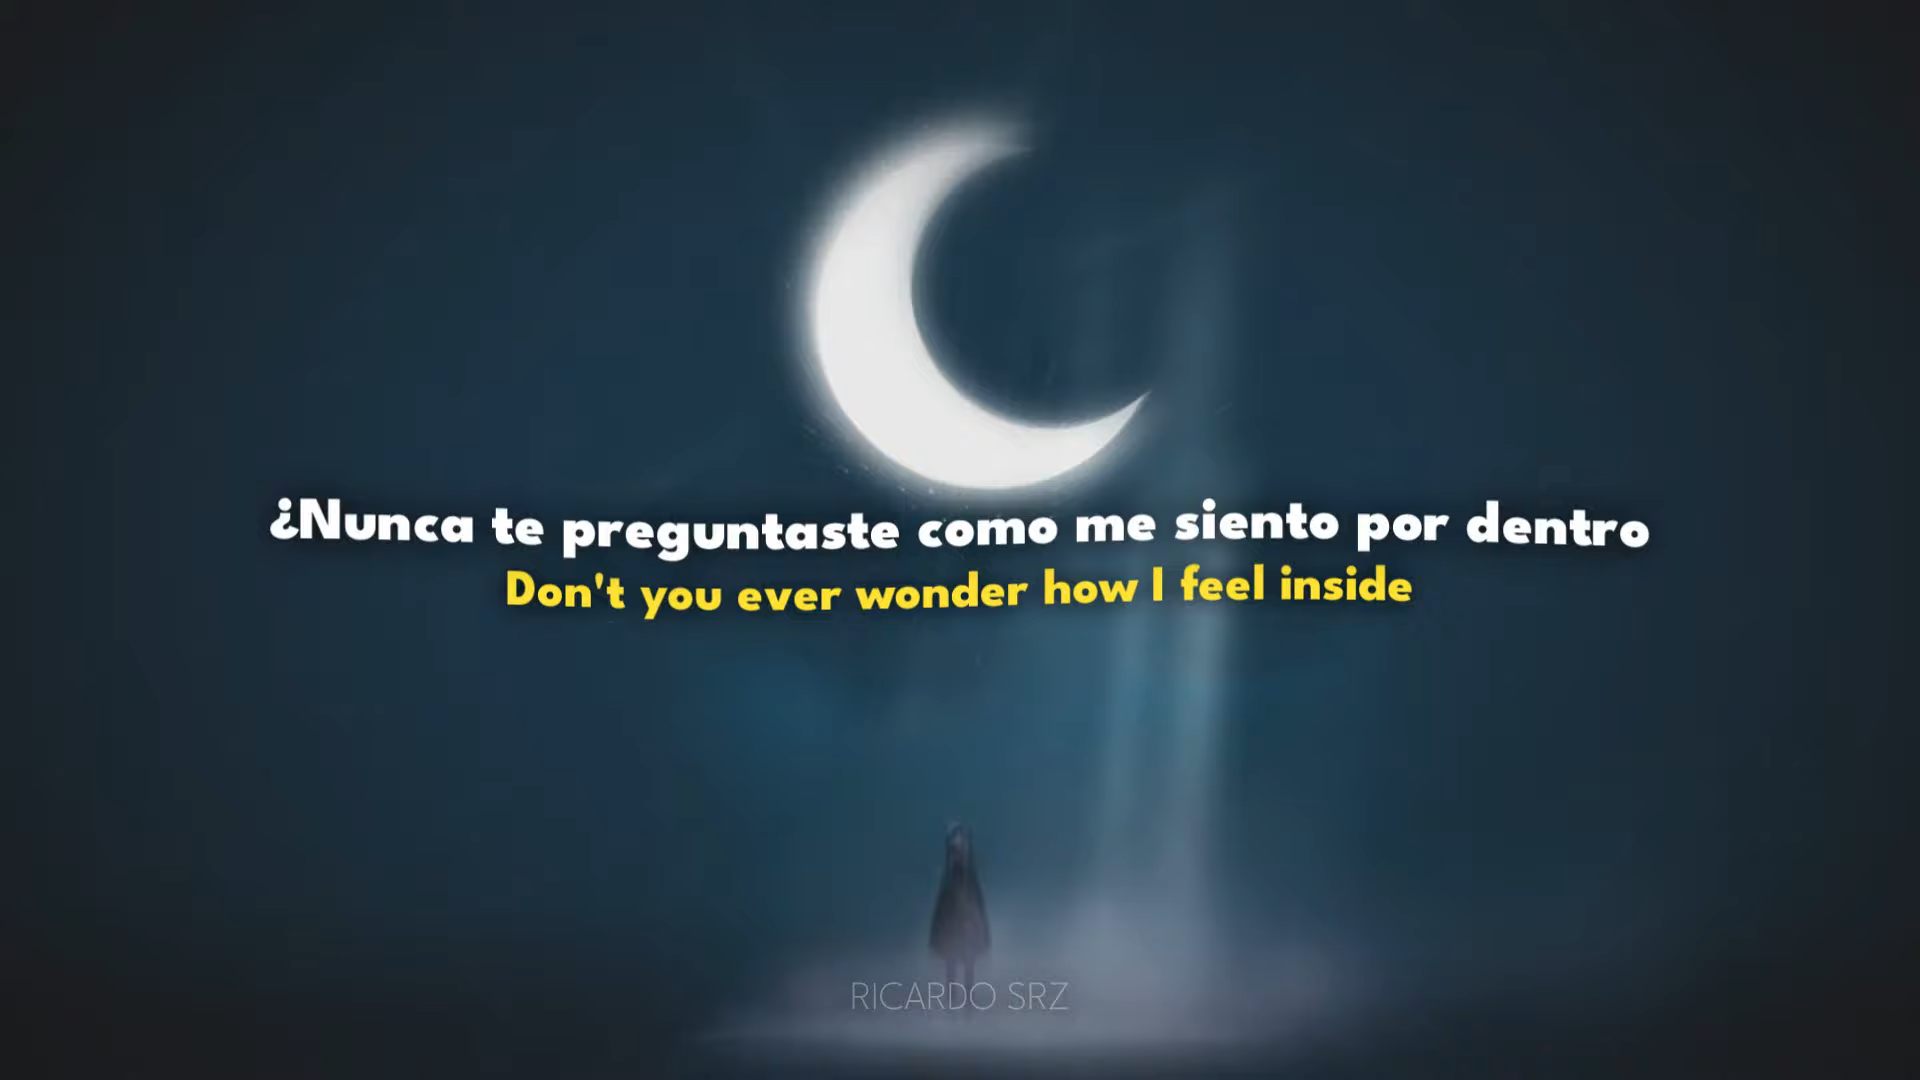 ¿Nunca te preguntaste como me siento por dentro
Don't you ever wonder how I feel inside
RICARDO SRZ